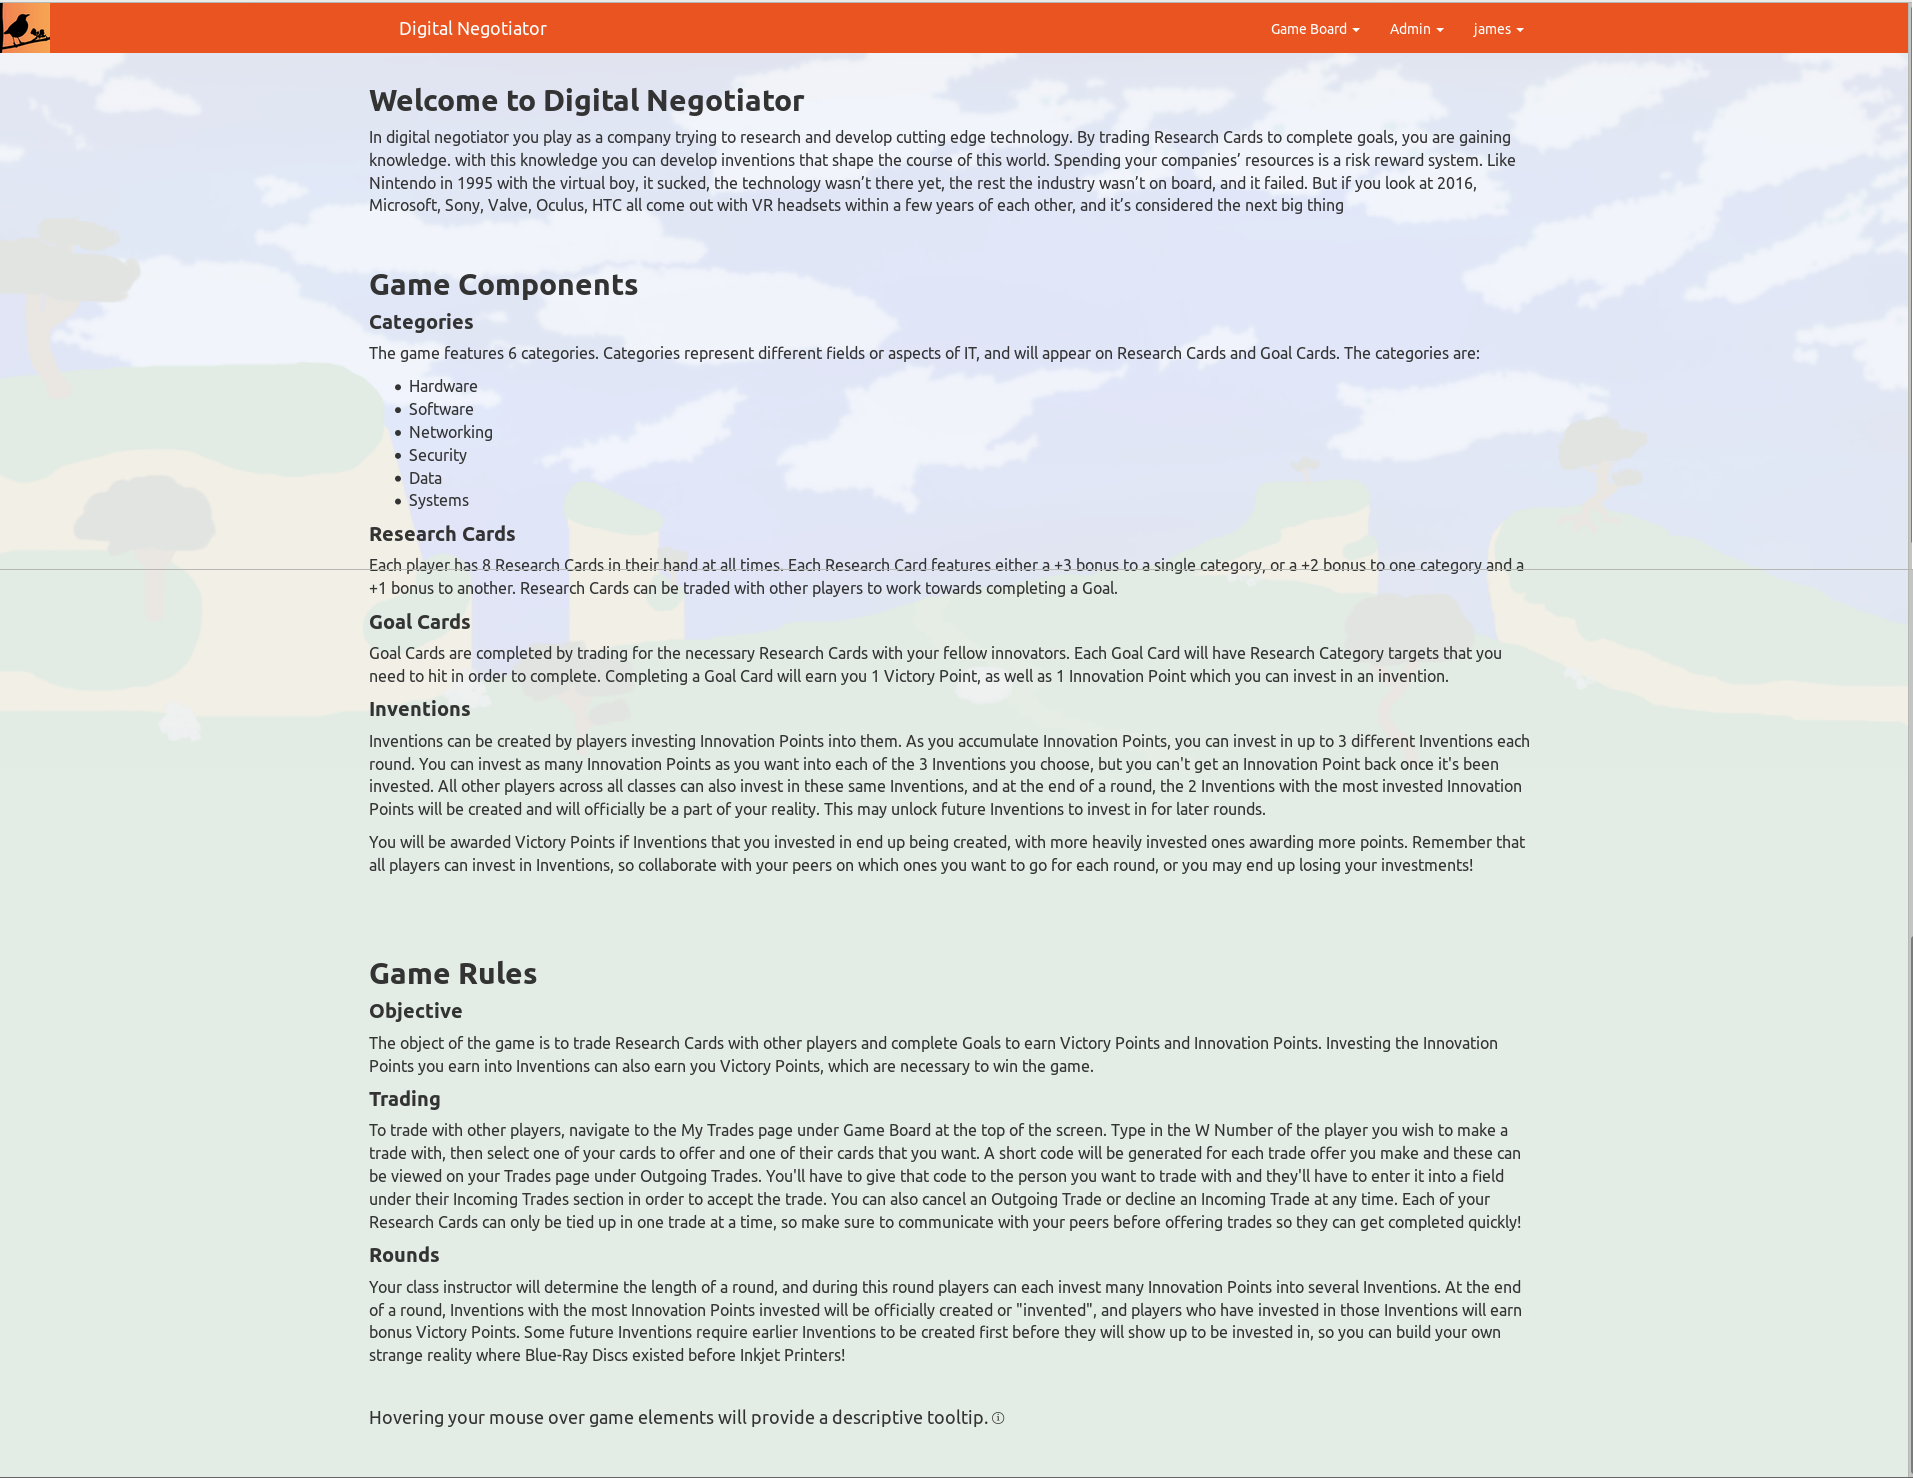 Digital Negotiator
Game Board
Admin
james
Welcome to Digital Negotiator
In digital negotiator you play as a company trying to research and develop cutting edge technology. By trading Research Cards to complete goals, you are gaining
knowledge. with this knowledge you can develop inventions that shape the course of this world. Spending your companies’ resources is a risk reward system. Like
Nintendo in 1995 with the virtual boy, it sucked, the technology wasn’t there yet, the rest the industry wasn’t on board, and it failed. But if you look at 2016,
Microsoft, Sony, Valve, Oculus, HTC all come out with VR headsets within a few years of each other, and it’s considered the next big thing
Game Components
Categories
The game features 6 categories. Categories represent different fields or aspects of IT, and will appear on Research Cards and Goal Cards. The categories are:
• Hardware
• Software
• Networking
• Security
• Data
• Systems
Research Cards
Each player has 8 Research Cards in their hand at all times. Each Research Card features either a +3 bonus to a single category, or a +2 bonus to one category and a
+1 bonus to another. Research Cards can be traded with other players to work towards completing a Goal.
Goal Cards
Goal Cards are completed by trading for the necessary Research Cards with your fellow innovators. Each Goal Card will have Research Category targets that you
need to hit in order to complete. Completing a Goal Card will earn you 1 Victory Point, as well as 1 Innovation Point which you can invest in an invention.
Inventions
Inventions can be created by players investing Innovation Points into them. As you accumulate Innovation Points, you can invest in up to 3 different Inventions each
round. You can invest as many Innovation Points as you want into each of the 3 Inventions you choose, but you can't get an Innovation Point back once it's been
invested. All other players across all classes can also invest in these same Inventions, and at the end of a round, the 2 Inventions with the most invested Innovation
Points will be created and will officially be a part of your reality. This may unlock future Inventions to invest in for later rounds.
You will be awarded Victory Points if Inventions that you invested in end up being created, with more heavily invested ones awarding more points. Remember that
all players can invest in Inventions, so collaborate with your peers on which ones you want to go for each round, or you may end up losing your investments!
Game Rules
Objective
The object of the game is to trade Research Cards with other players and complete Goals to earn Victory Points and Innovation Points. Investing the Innovation
Points you earn into Inventions can also earn you Victory Points, which are necessary to win the game.
Trading
To trade with other players, navigate to the My Trades page under Game Board at the top of the screen. Type in the W Number of the player you wish to make a
trade with, then select one of your cards to offer and one of their cards that you want. A short code will be generated for each trade offer you make and these can
be viewed on your Trades page under Outgoing Trades. You'll have to give that code to the person you want to trade with and they'll have to enter it into a field
under their Incoming Trades section in order to accept the trade. You can also cancel an Outgoing Trade or decline an Incoming Trade at any time. Each of your
Research Cards can only be tied up in one trade at a time, so make sure to communicate with your peers before offering trades so they can get completed quickly!
Rounds
Your class instructor will determine the length of a round, and during this round players can each invest many Innovation Points into several Inventions. At the end
of a round, Inventions with the most Innovation Points invested will be officially created or "invented", and players who have invested in those Inventions will earn
bonus Victory Points. Some future Inventions require earlier Inventions to be created first before they will show up to be invested in, so you can build your own
strange reality where Blue-Ray Discs existed before Inkjet Printers!
Hovering your mouse over game elements will provide a descriptive tooltip. ⓘ